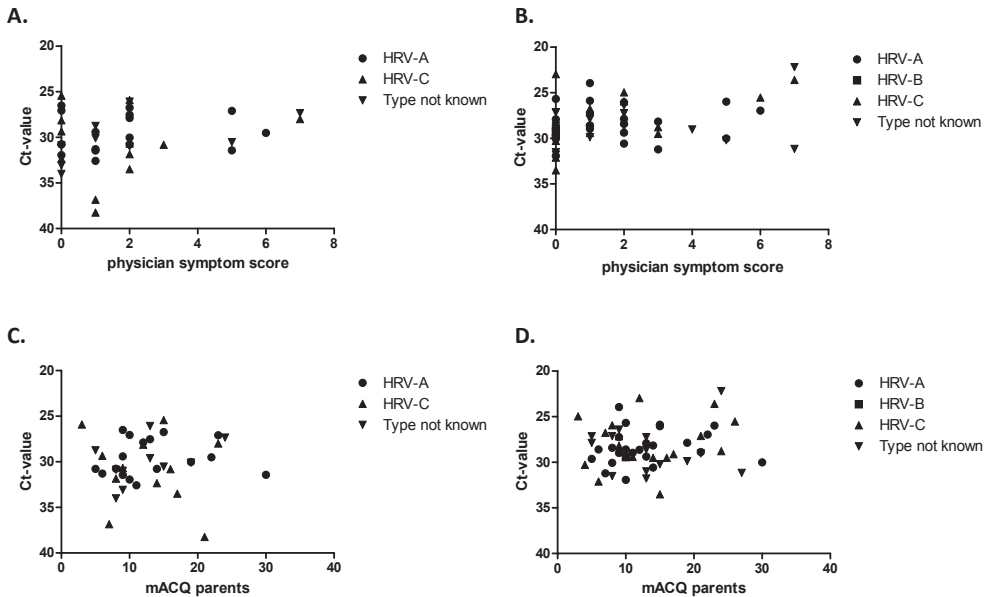 A.
20
25
30
35
40
Ct-value
0 2 4 6 8
physician symptom score
HRV-A
HRV-C
Type not known
B.
20
25
30
35
40
Ct-value
0 2 4 6 8
physician symptom score
HRV-A
HRV-B
HRV-C
Type not known
C.
20
25
30
35
40
Ct-value
0 10 20 30 40
mACQ parents
HRV-A
HRV-C
Type not known
D.
20
25
30
35
40
Ct-value
0 10 20 30 40
mACQ parents
HRV-A
HRV-B
HRV-C
Type not known